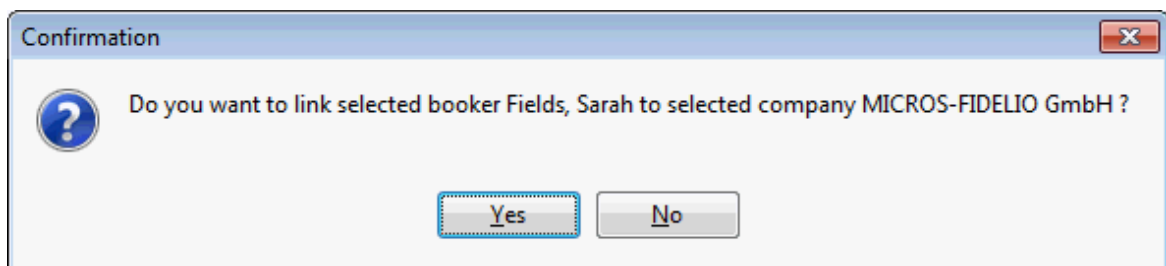 Confirmation
Do you want to link selected booker Fields, Sarah to selected company MICROS-FIDELIO GmbH ?
Yes No